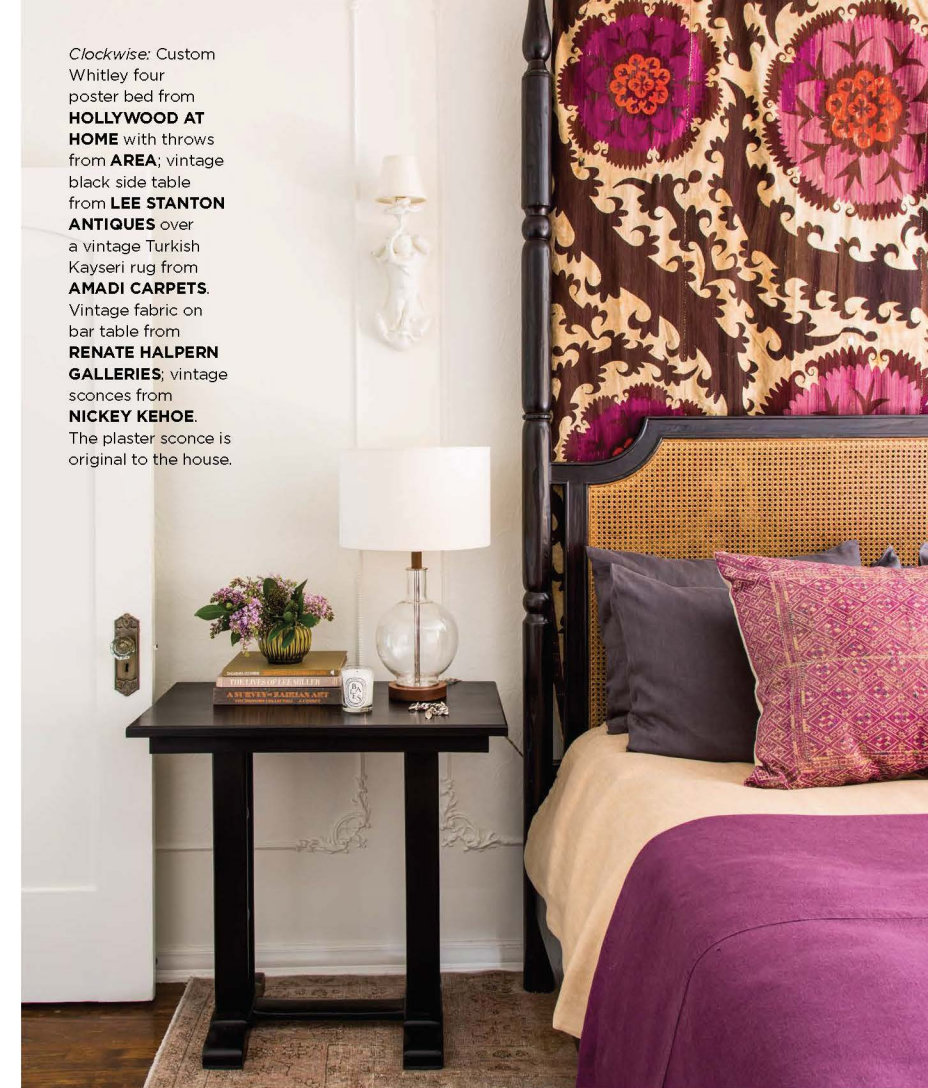 Clockwise: Custom
Whitley four
poster bed from
HOLLYWOOD AT
HOME with throws
from AREA; vintage
black side table
from LEE STANTON
ANTIQUES over
a vintage Turkish
Kayseri rug from
AMADI CARPETS.
Vintage fabric on
bar table from
RENATE HALPERN
GALLERIES; vintage
sconces from
NICKEY KEHOE.
The plaster sconce is
original to the house.
THE LIVES OF LEE MILLER
A SURVEY OF ZAIRIAN ART
BAIES